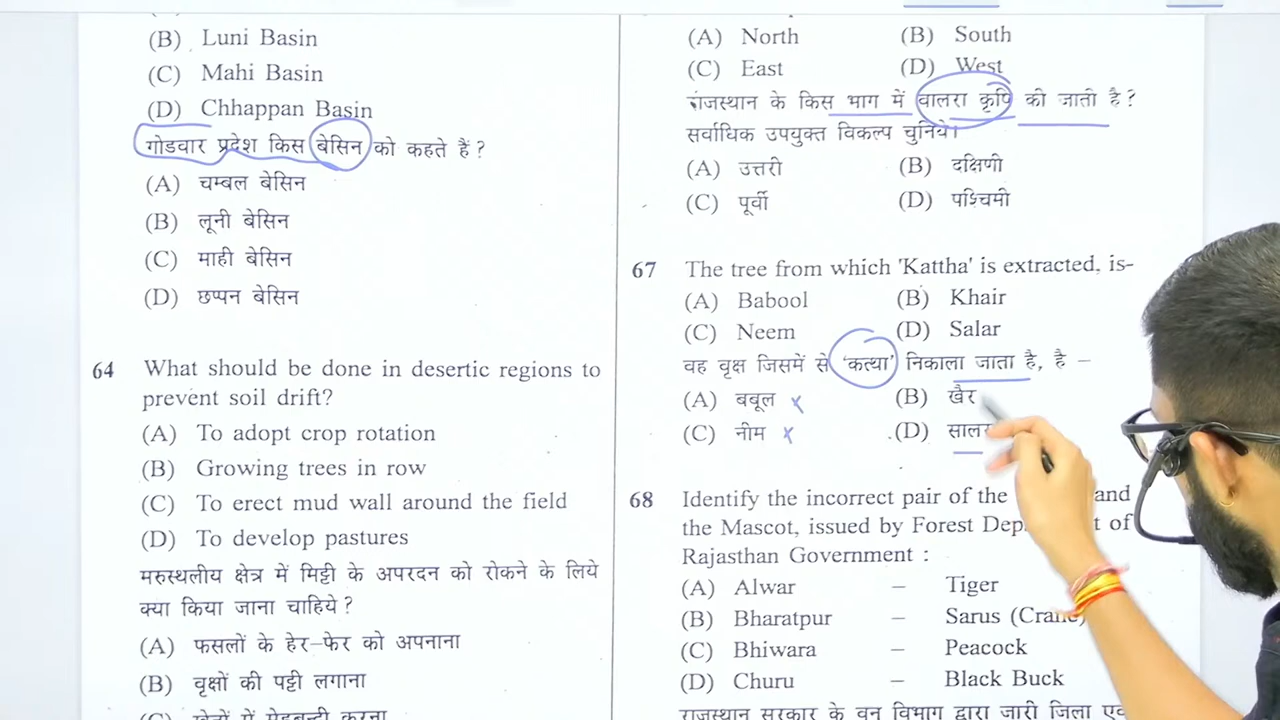 (B) Luni Basin
(C) Mahi Basin
(D) Chhappan Basin
गोडवार प्रदेश किस बेसिन को कहते हैं ?
(A) चम्बल बेसिन
(B) लूनी बेसिन
(C) माही बेसिन
(D) छप्पन बेसिन
64 What should be done in desertic regions to
prevent soil drift?
(A) To adopt crop rotation
(B) Growing trees in row
(C) To erect mud wall around the field
(D) To develop pastures
मरुस्थलीय क्षेत्र में मिट्टी के अपरदन को रोकने के लिये
क्या किया जाना चाहिये ?
(A) फसलों के हेर-फेर को अपनाना
(B) वृक्षों की पट्टी लगाना
(A) North (B) South
(C) East (D) West
राजस्थान के किस भाग में वालरा कृषि की जाती है ?
सर्वाधिक उपयुक्त विकल्प चुनिये।
(A) उत्तरी (B) दक्षिणी
(C) पूर्वी (D) पश्चिमी
67 The tree from which 'Kattha' is extracted, is-
(A) Babool (B) Khair
(C) Neem (D) Salar
वह वृक्ष जिसमें से 'कत्था' निकाला जाता है, है –
(A) बबूल x (B) खैर
(C) नीम x (D) सालर
68 Identify the incorrect pair of the and
the Mascot, issued by Forest of
Rajasthan Government :
(A) Alwar – Tiger
(B) Bharatpur – Sarus (Crane)
(C) Bhiwara – Peacock
(D) Churu – Black Buck
राजस्थान सरकार के वन विभाग द्वारा जारी जिला